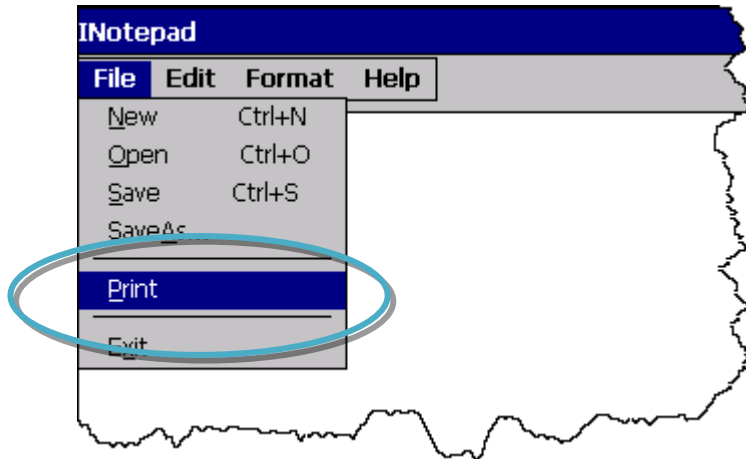 INotepad
File Edit Format Help
New Ctrl+N
Open Ctrl+O
Save Ctrl+S
SaveAs...
Print
Exit